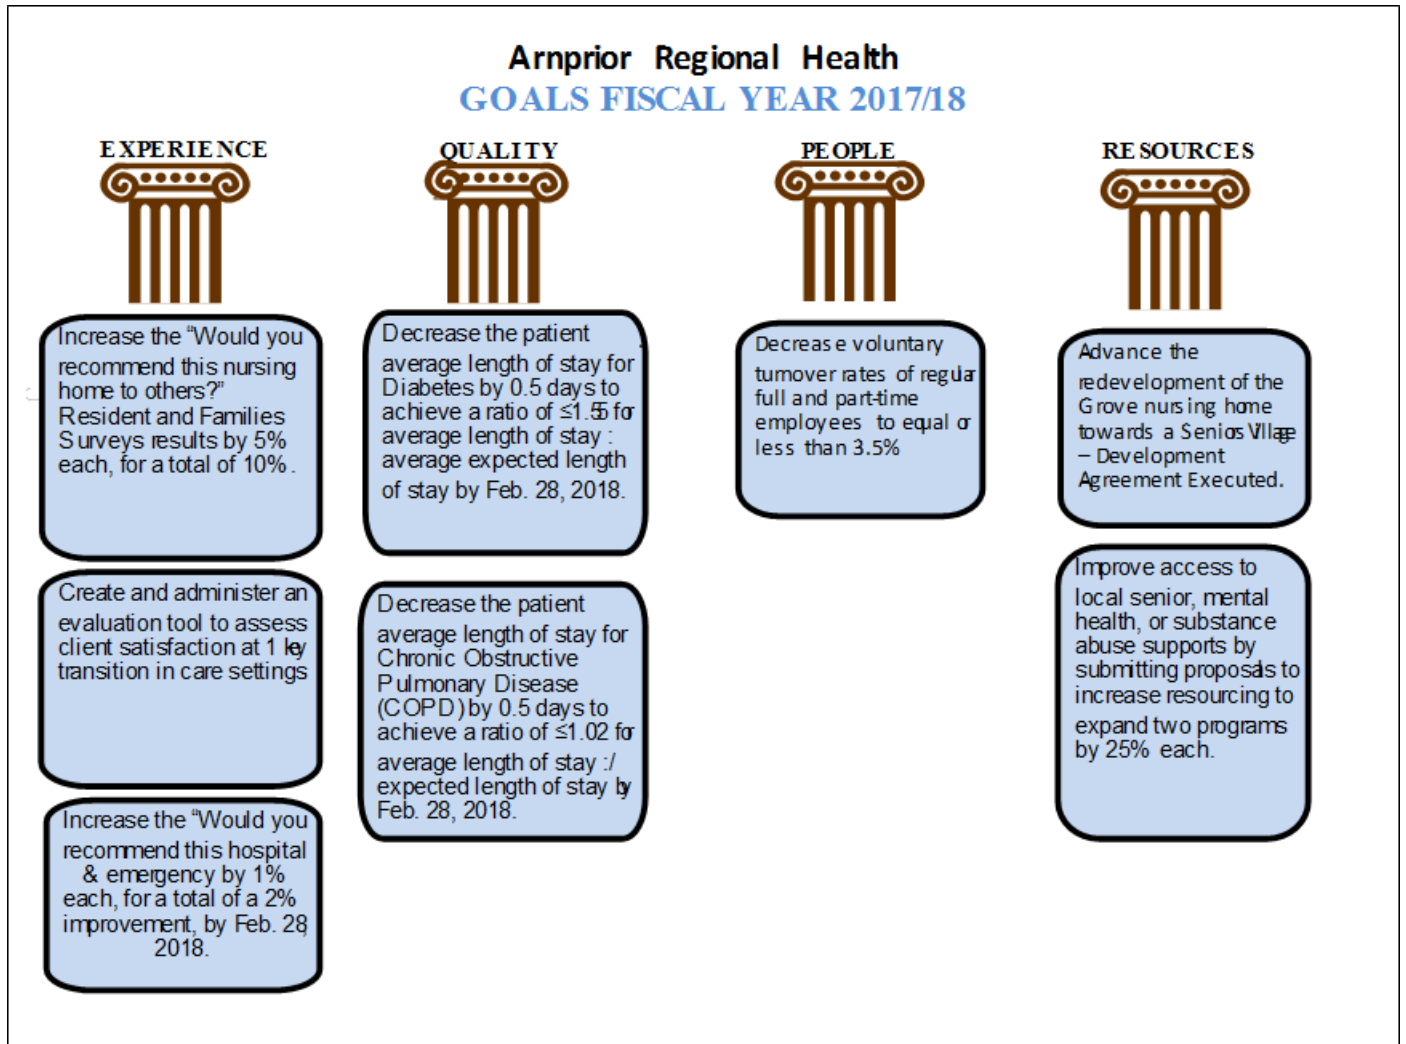 Arnprior Regional Health
GOALS FISCAL YEAR 2017/18
EXPERIENCE
Increase the “Would you
recommend this nursing
home to others?”
Resident and Families
Surveys results by 5%
each, for a total of 10%.
Create and administer an
evaluation tool to assess
client satisfaction at 1 key
transition in care settings
Increase the “Would you
recommend this hospital
& emergency by 1%
each, for a total of a 2%
improvement, by Feb. 28,
2018.
QUALITY
Decrease the patient
average length of stay for
Diabetes by 0.5 days to
achieve a ratio of ≤1.55 for
average length of stay :
average expected length
of stay by Feb. 28, 2018.
Decrease the patient
average length of stay for
Chronic Obstructive
Pulmonary Disease
(COPD) by 0.5 days to
achieve a ratio of ≤1.02 for
average length of stay :/
expected length of stay by
Feb. 28, 2018.
PEOPLE
Decrease voluntary
turnover rates of regular
full and part-time
employees to equal or
less than 3.5%
RESOURCES
Advance the
redevelopment of the
Grove nursing home
towards a Seniors Village
– Development
Agreement Executed.
Improve access to
local senior, mental
health, or substance
abuse supports by
submitting proposals to
increase resourcing to
expand two programs
by 25% each.